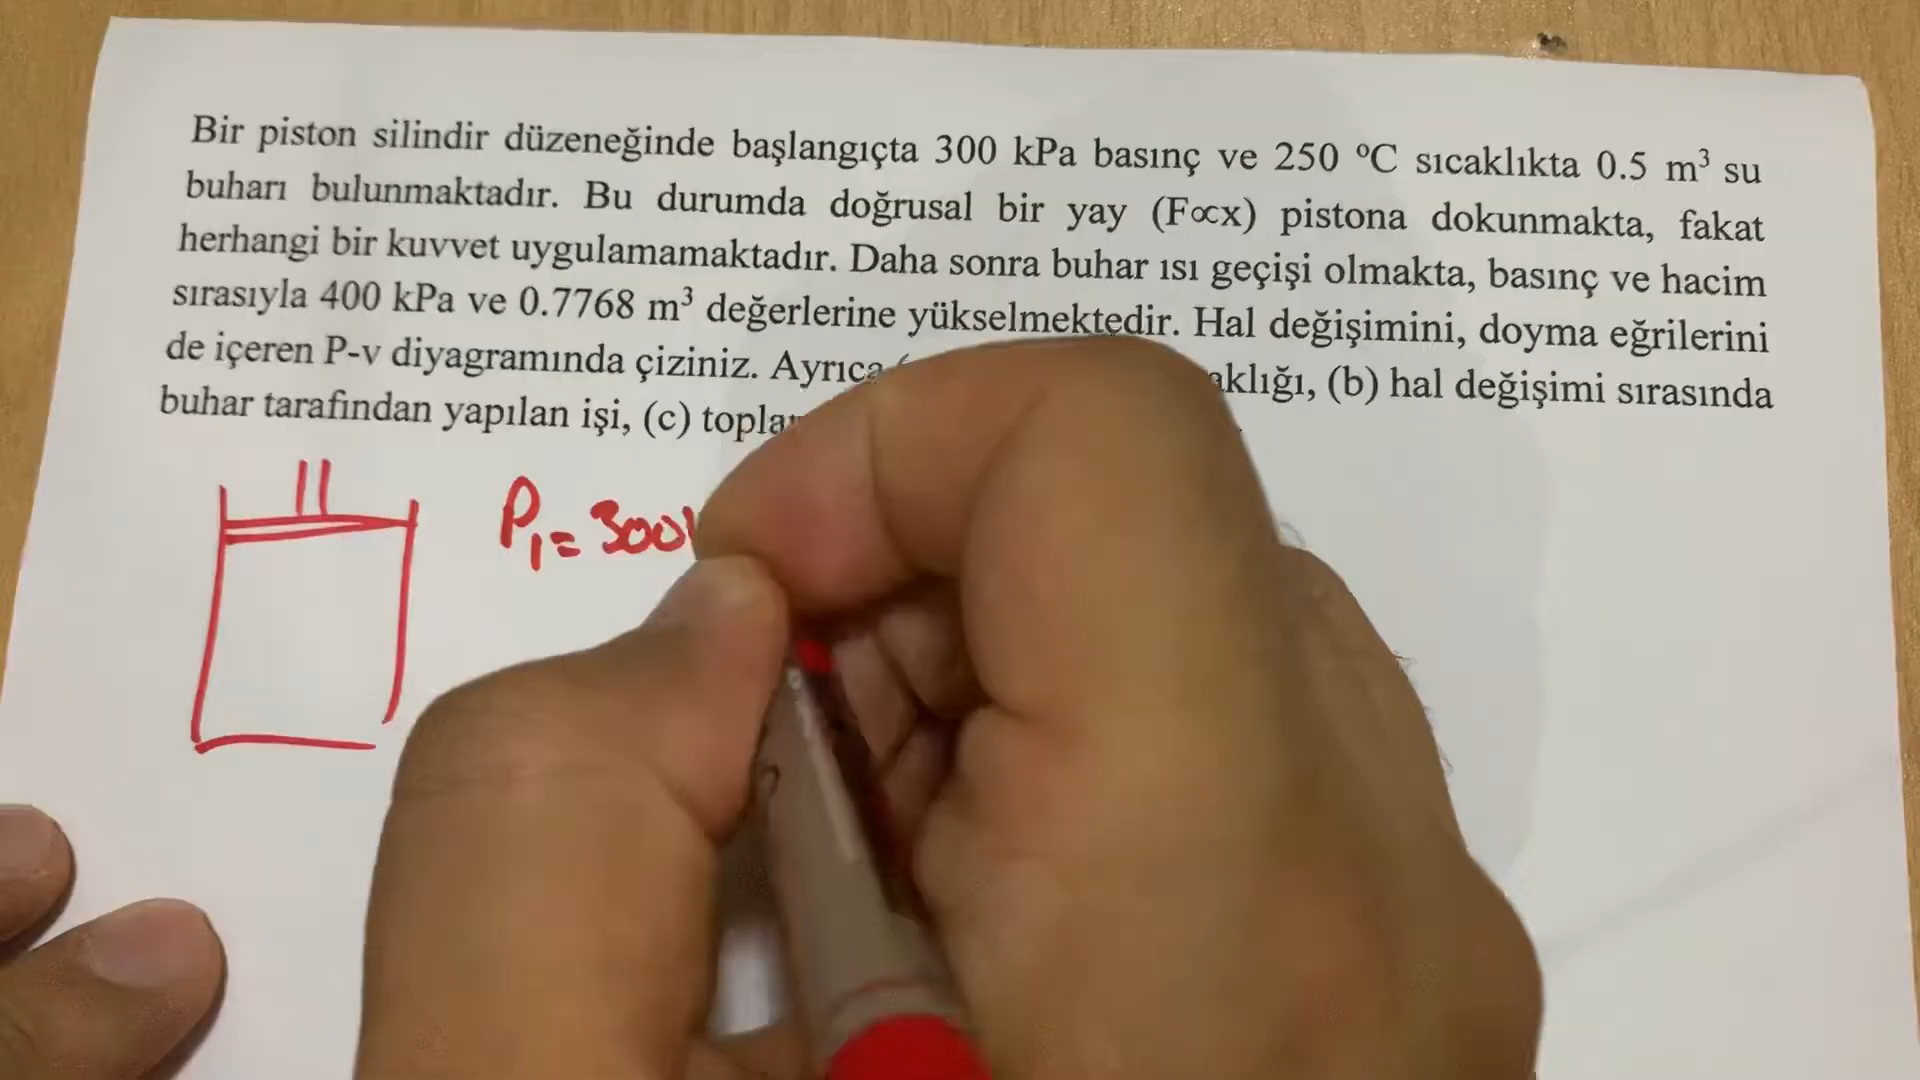 Bir piston silindir düzeneğinde başlangıçta 300 kPa basınç ve 250 ºC sıcaklıkta 0.5 m³ su
buharı bulunmaktadır. Bu durumda doğrusal bir yay (F∝x) pistona dokunmakta, fakat
herhangi bir kuvvet uygulamamaktadır. Daha sonra buhar ısı geçişi olmakta, basınç ve hacim
sırasıyla 400 kPa ve 0.7768 m³ değerlerine yükselmektedir. Hal değişimini, doyma eğrilerini
de içeren P-v diyagramında çiziniz. Ayrıca (b) hal değişimi sırasında
buhar tarafından yapılan işi, (c)
P₁= 300